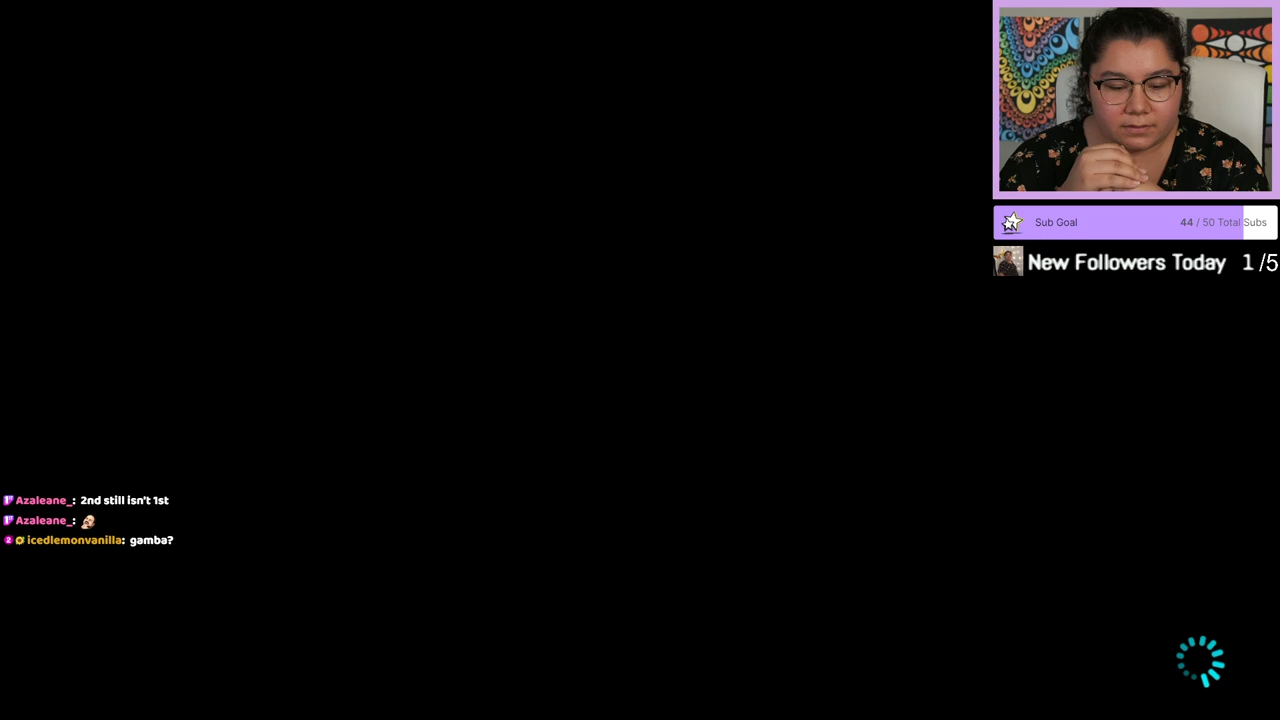 Sub Goal 44 / 50 Total Subs
New Followers Today 1 /5
Azaleane_: 2nd still isn't 1st
Azaleane_:
2 icedlemonvanilla: gamba?